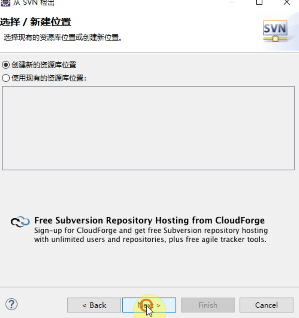 从 SVN 检出
选择 / 新建位置
选择现有的资源库位置或创建新位置。
SVN
创建新的资源库位置
使用现有的资源库位置：
Free Subversion Repository Hosting from CloudForge
Sign-up for CloudForge and get free Subversion repository hosting
with unlimited users and repositories, plus free agile tracker tools.
?
< Back
Next >
Finish
Cancel